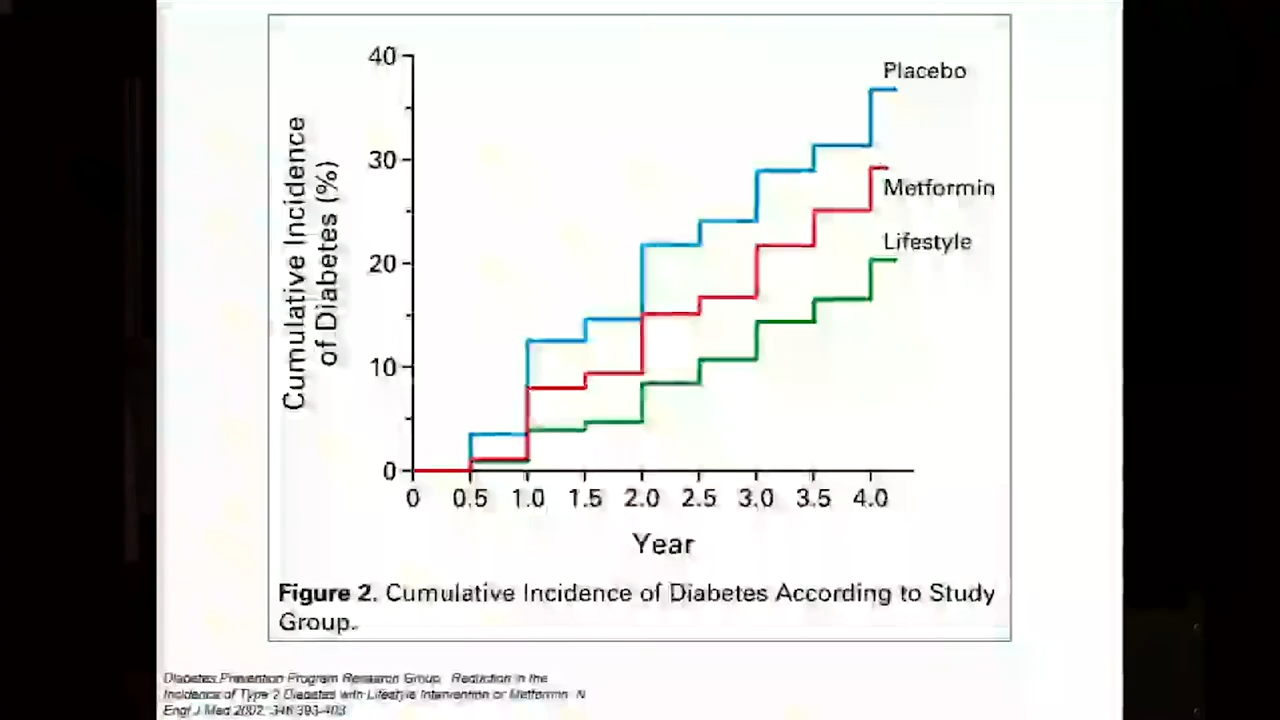 40
30
20
10
0
Cumulative Incidence
of Diabetes (%)
Placebo
Metformin
Lifestyle
0 0.5 1.0 1.5 2.0 2.5 3.0 3.5 4.0
Year
Figure 2. Cumulative Incidence of Diabetes According to Study
Group.
Diabetes Prevention Program Research Group. Reduction in the
Incidence of Type 2 Diabetes with Lifestyle Intervention or Metformin. N
Engl J Med 2002; 346:393-403